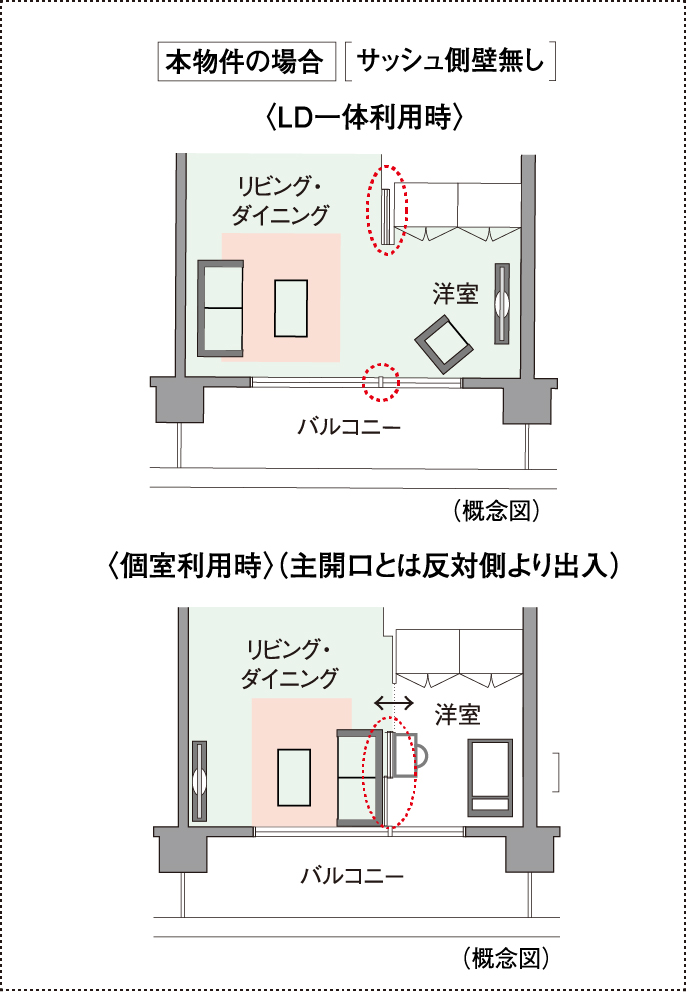 本物件の場合 [サッシュ側壁無し]
〈LD一体利用時〉
リビング・
ダイニング
洋室
バルコニー
(概念図)
〈個室利用時〉(主開口とは反対側より出入)
リビング・
ダイニング
洋室
バルコニー
(概念図)